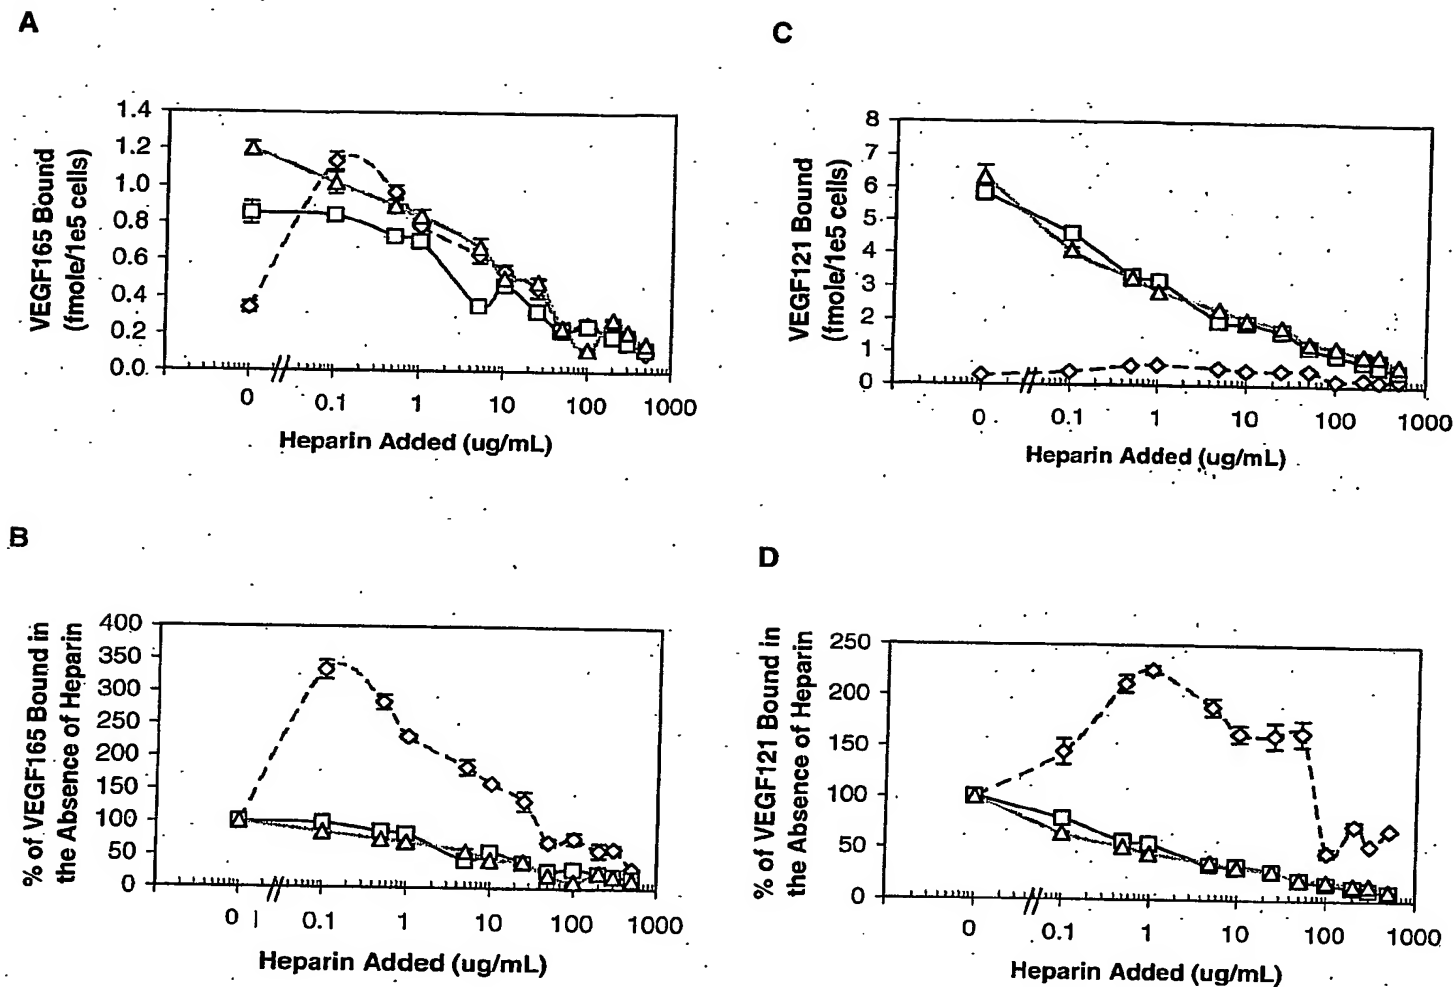 A
VEGF165 Bound
(fmole/1e5 cells)
1.4
1.2
1.0
0.8
0.6
0.4
0.2
0.0
0 0.1 1 10 100 1000
Heparin Added (ug/mL)
C
VEGF121 Bound
(fmole/1e5 cells)
8
7
6
5
4
3
2
1
0
0 0.1 1 10 100 1000
Heparin Added (ug/mL)
B
% of VEGF165 Bound in
the Absence of Heparin
400
350
300
250
200
150
100
50
0
0 0.1 1 10 100 1000
Heparin Added (ug/mL)
D
% of VEGF121 Bound in
the Absence of Heparin
250
200
150
100
50
0
0 0.1 1 10 100 1000
Heparin Added (ug/mL)